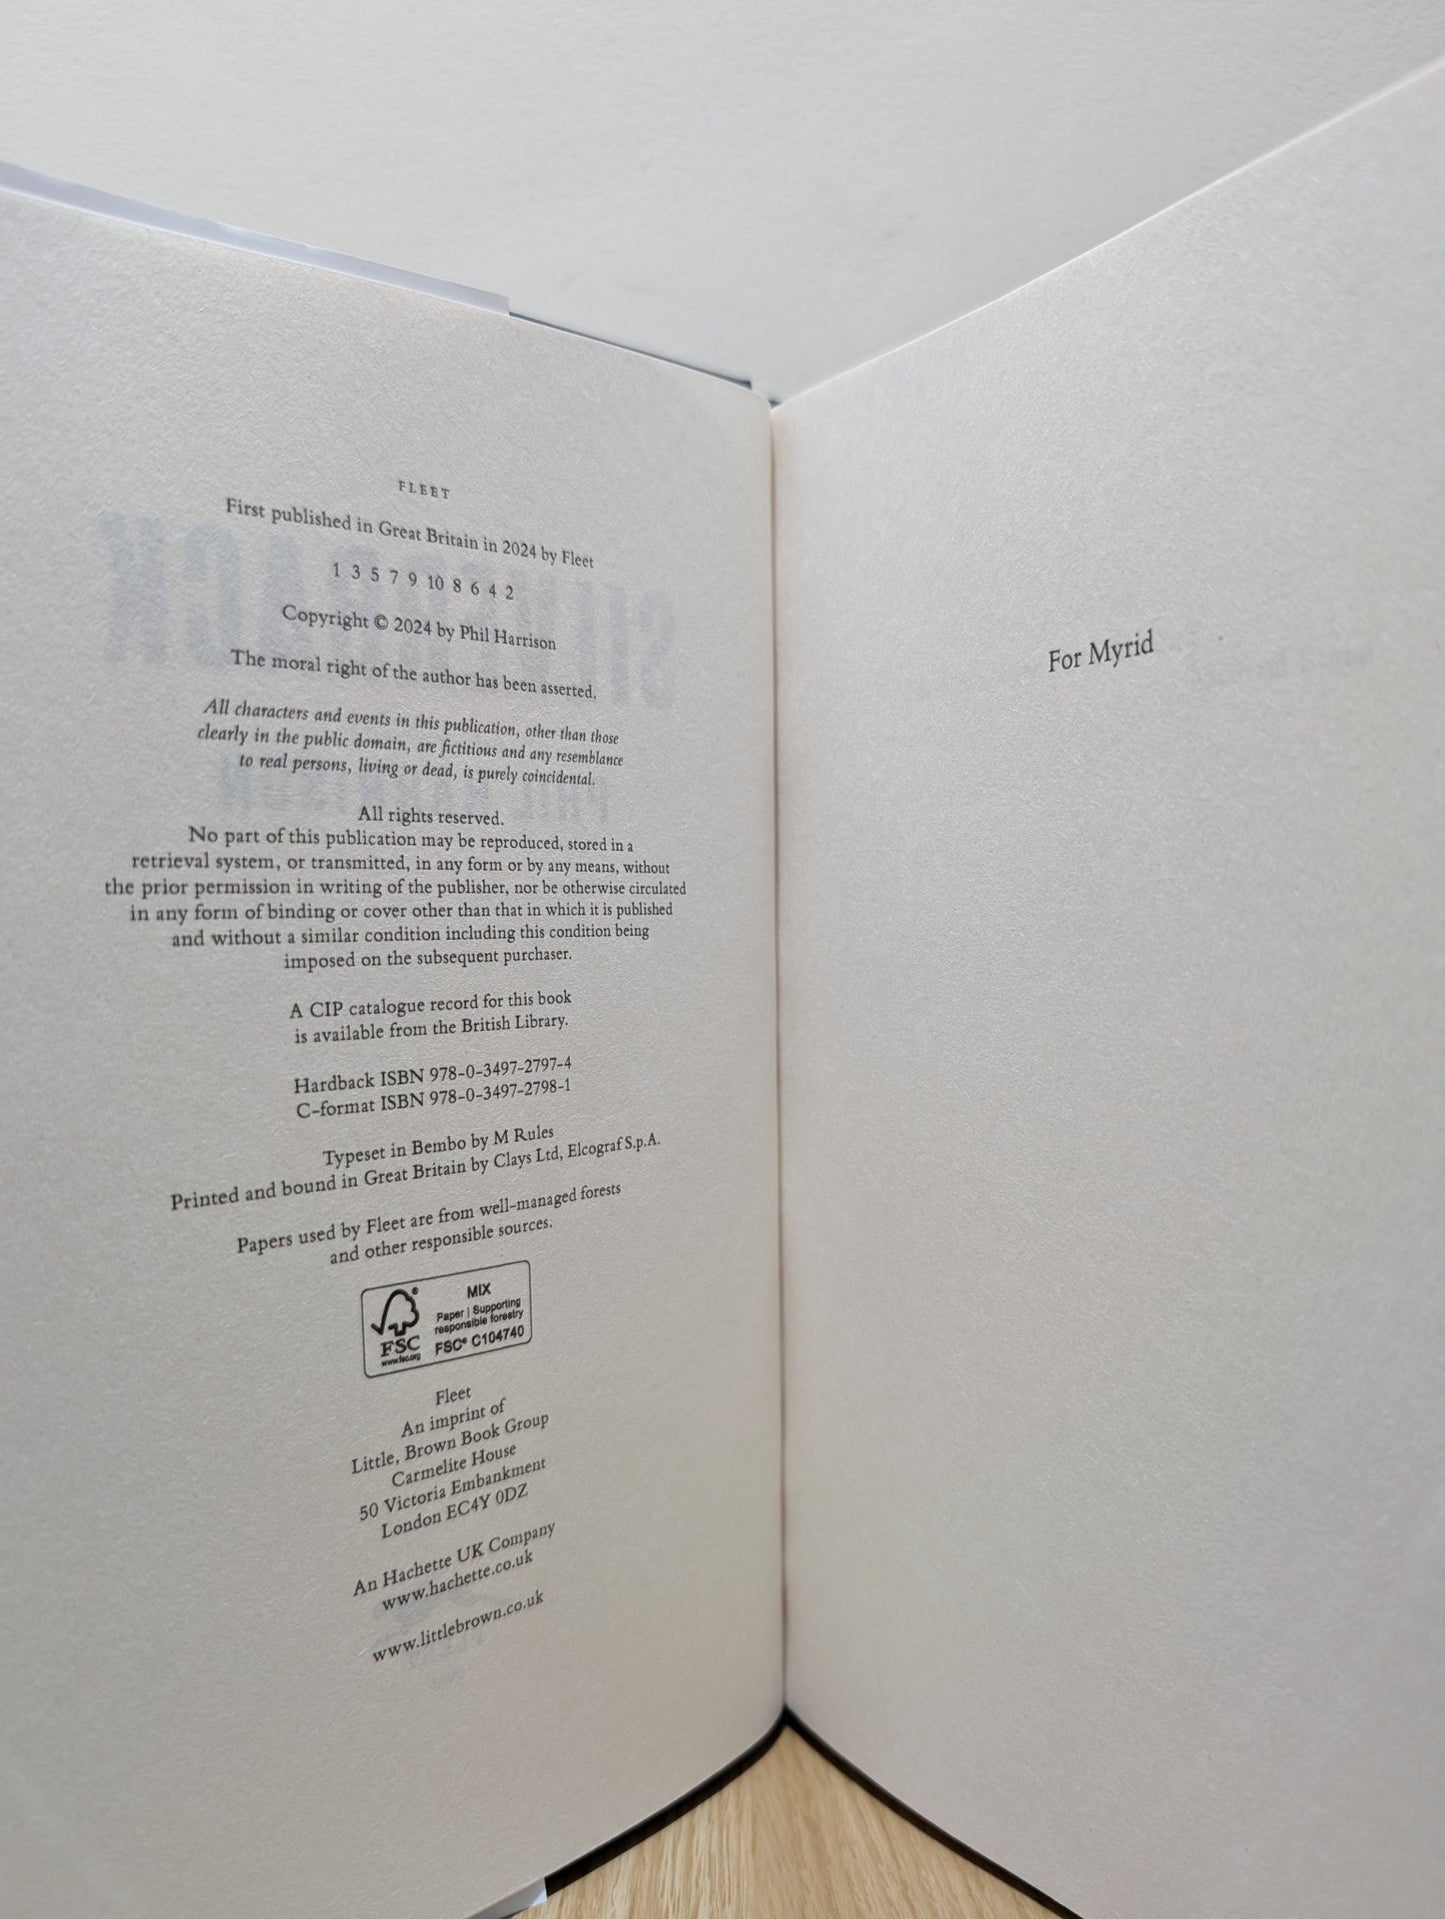 FLEET
First published in Great Britain in 2024 by Fleet
1 3 5 7 9 10 8 6 4 2
Copyright © 2024 by Phil Harrison
The moral right of the author has been asserted.
All characters and events in this publication, other than those
clearly in the public domain, are fictitious and any resemblance
to real persons, living or dead, is purely coincidental.
All rights reserved.
No part of this publication may be reproduced, stored in a
retrieval system, or transmitted, in any form or by any means, without
the prior permission in writing of the publisher, nor be otherwise circulated
in any form of binding or cover other than that in which it is published
and without a similar condition including this condition being
imposed on the subsequent purchaser.
A CIP catalogue record for this book
is available from the British Library.
Hardback ISBN 978-0-3497-2797-4
C-format ISBN 978-0-3497-2798-1
Typeset in Bembo by M Rules
Printed and bound in Great Britain by Clays Ltd, Elcograf S.p.A.
Papers used by Fleet are from well-managed forests
and other responsible sources.
FSC
www.fsc.org
MIX
Paper | Supporting
responsible forestry
FSC® C104740
Fleet
An imprint of
Little, Brown Book Group
Carmelite House
50 Victoria Embankment
London EC4Y 0DZ
An Hachette UK Company
www.hachette.co.uk
www.littlebrown.co.uk
For Myrid